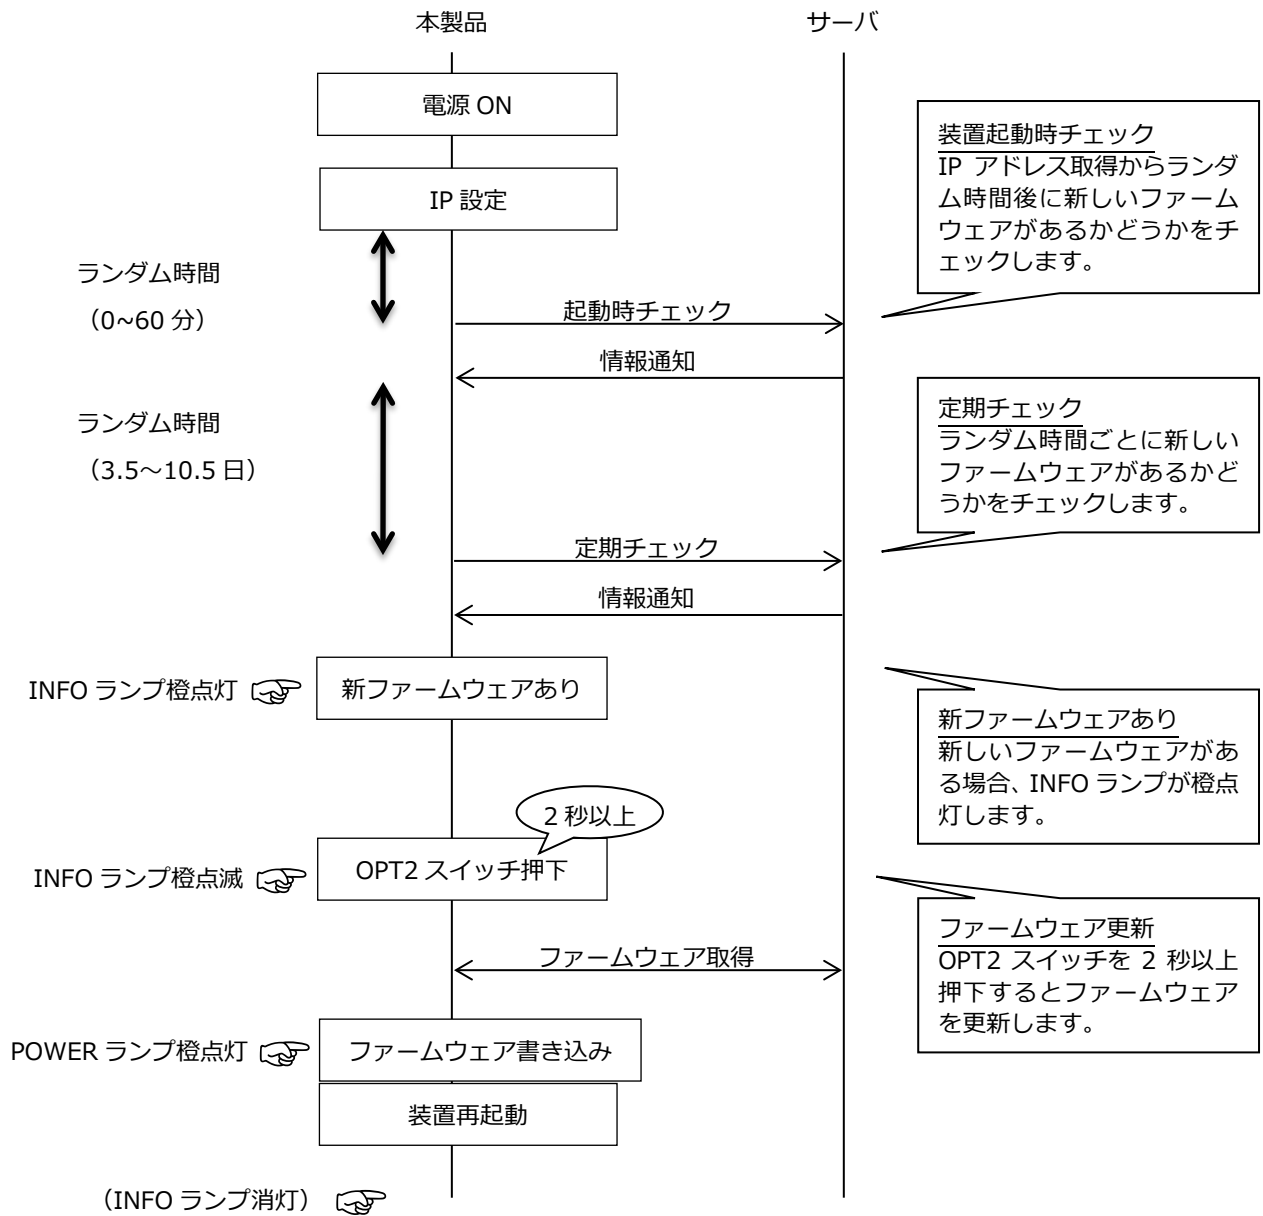 本製品
サーバ
電源 ON
装置起動時チェック
IP アドレス取得からランダ
ム時間後に新しいファーム
ウェアがあるかどうかをチ
ェックします。
IP 設定
ランダム時間
（0~60 分）
起動時チェック
情報通知
ランダム時間
（3.5～10.5 日）
定期チェック
ランダム時間ごとに新しい
ファームウェアがあるかど
うかをチェックします。
定期チェック
情報通知
INFO ランプ橙点灯
新ファームウェアあり
新ファームウェアあり
新しいファームウェアがあ
る場合、INFO ランプが橙点
灯します。
2 秒以上
INFO ランプ橙点滅
OPT2 スイッチ押下
ファームウェア更新
OPT2 スイッチを 2 秒以上
押下するとファームウェア
を更新します。
ファームウェア取得
POWER ランプ橙点灯
ファームウェア書き込み
装置再起動
（INFO ランプ消灯）